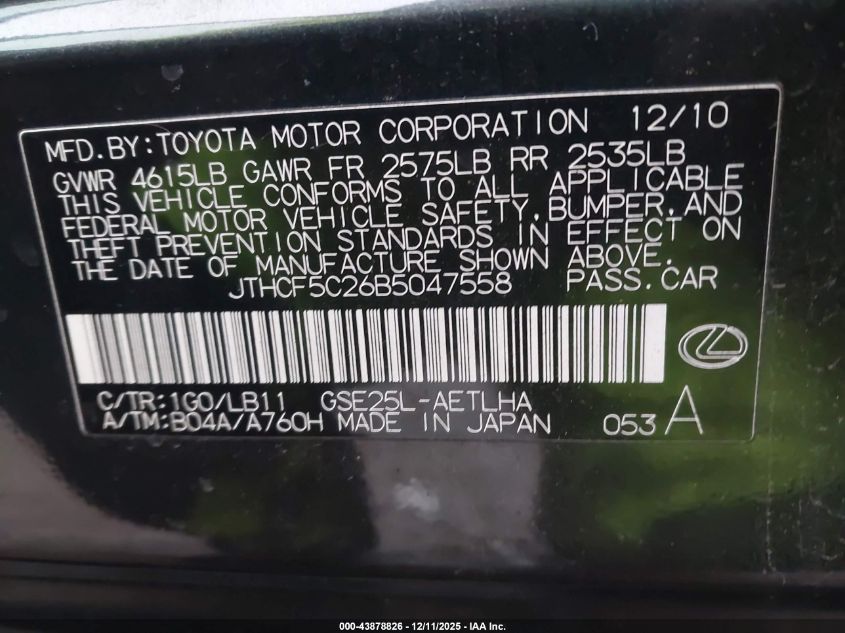 MFD.BY:TOYOTA MOTOR CORPORATION 12/10
GVWR 4615LB GAWR FR 2575LB RR 2535LB
THIS VEHICLE CONFORMS TO ALL APPLICABLE
FEDERAL MOTOR VEHICLE SAFETY,BUMPER,AND
THEFT PREVENTION STANDARDS IN EFFECT ON
THE DATE OF MANUFACTURE SHOWN ABOVE.
JTHCF5C26B5047558 PASS.CAR
C/TR:1G0/LB11 GSE25L-AETLHA
A/TM:B04A/A760H MADE IN JAPAN 053 A
000-43878826 - 12/11/2025 - IAA Inc.